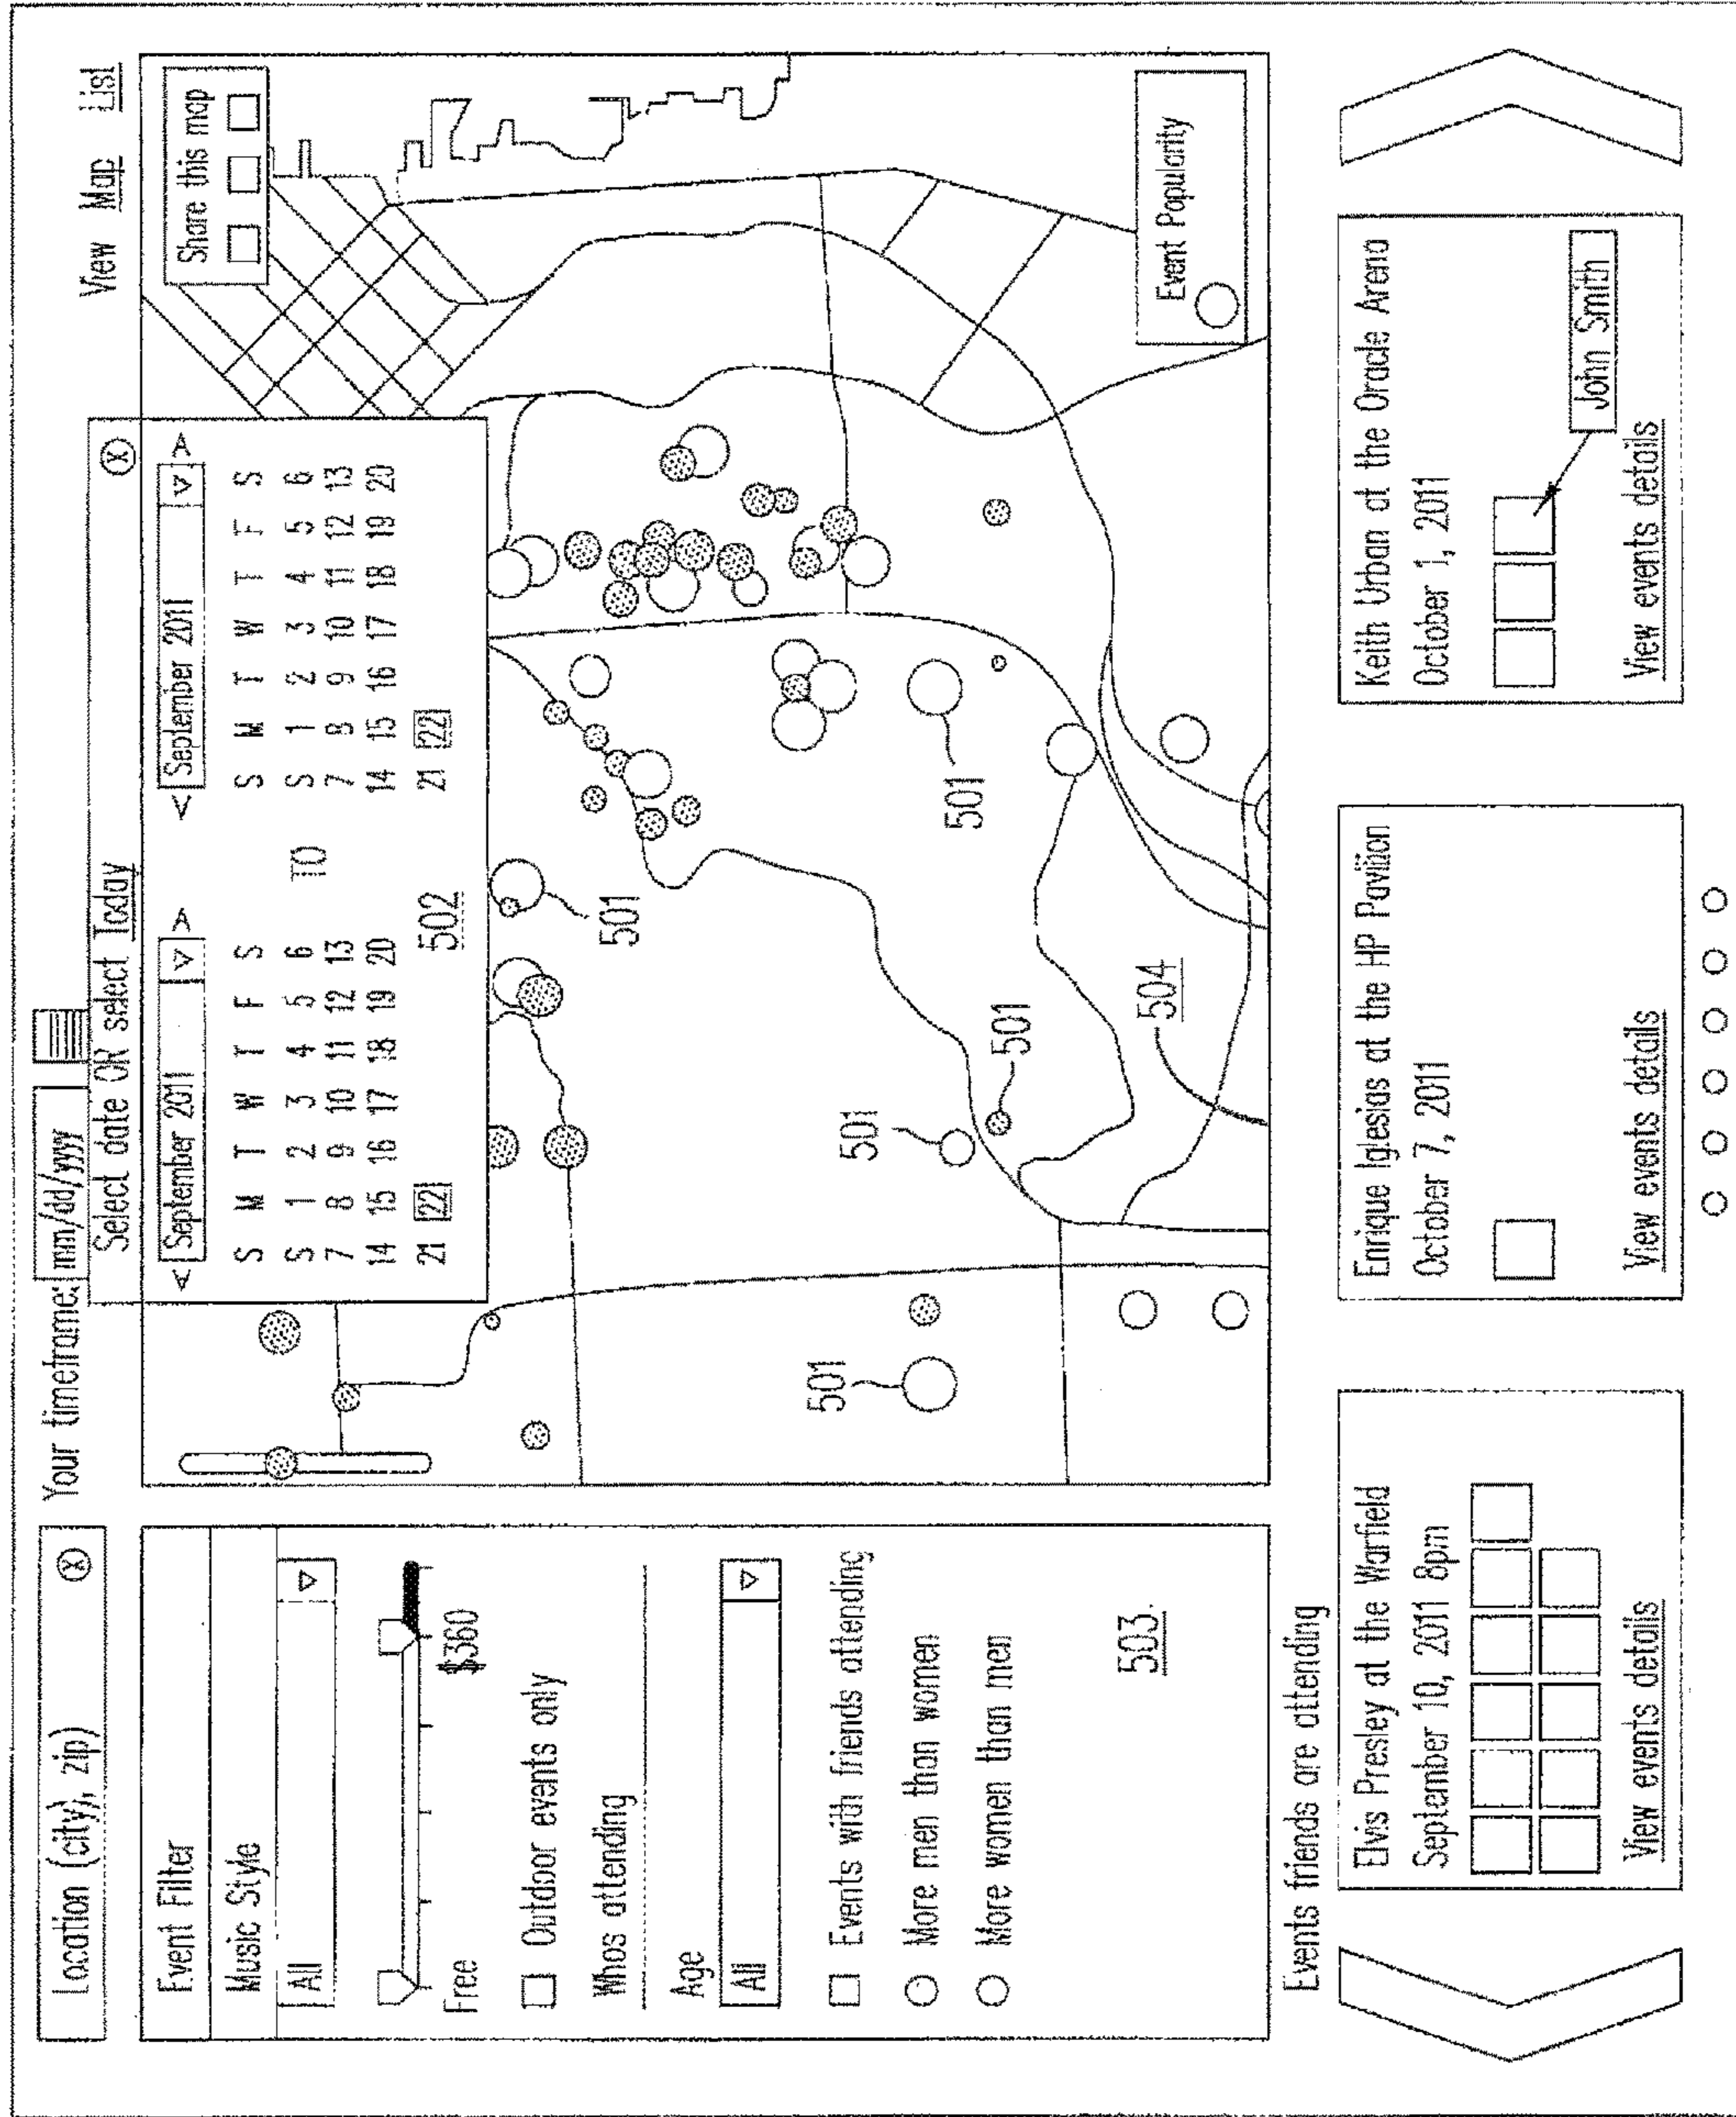 Location (city), zip) X
Your timeframe: mm/dd/yyyy
View Map List
Select date OR select Today X
< September 2011 >
S M T W T F S
S 1 2 3 4 5 6
7 8 9 10 11 12 13
14 15 16 17 18 19 20
21 22
TO
502
< September 2011 >
S M T W T F S
S 1 2 3 4 5 6
7 8 9 10 11 12 13
14 15 16 17 18 19 20
21 22
Share this map
Event Filter
Music Style
All
Free $360
Outdoor events only
Whos attending
Age
All
Events with friends attending
More men than women
More women than men
503.
501
501
501
501
501
504
Event Popularity
Events friends are attending
Elvis Presley at the Warfield
September 10, 2011 8pm
View events details
Enrique Iglesias at the HP Pavilion
October 7, 2011
View events details
Keith Urban at the Oracle Arena
October 1, 2011
John Smith
View events details